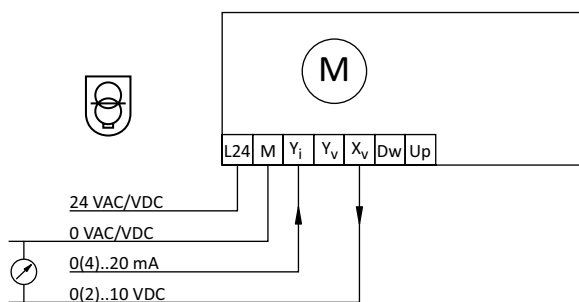 M
L24 M Yi Yv Xv Dw Up
24 VAC/VDC
0 VAC/VDC
0(4)..20 mA
0(2)..10 VDC